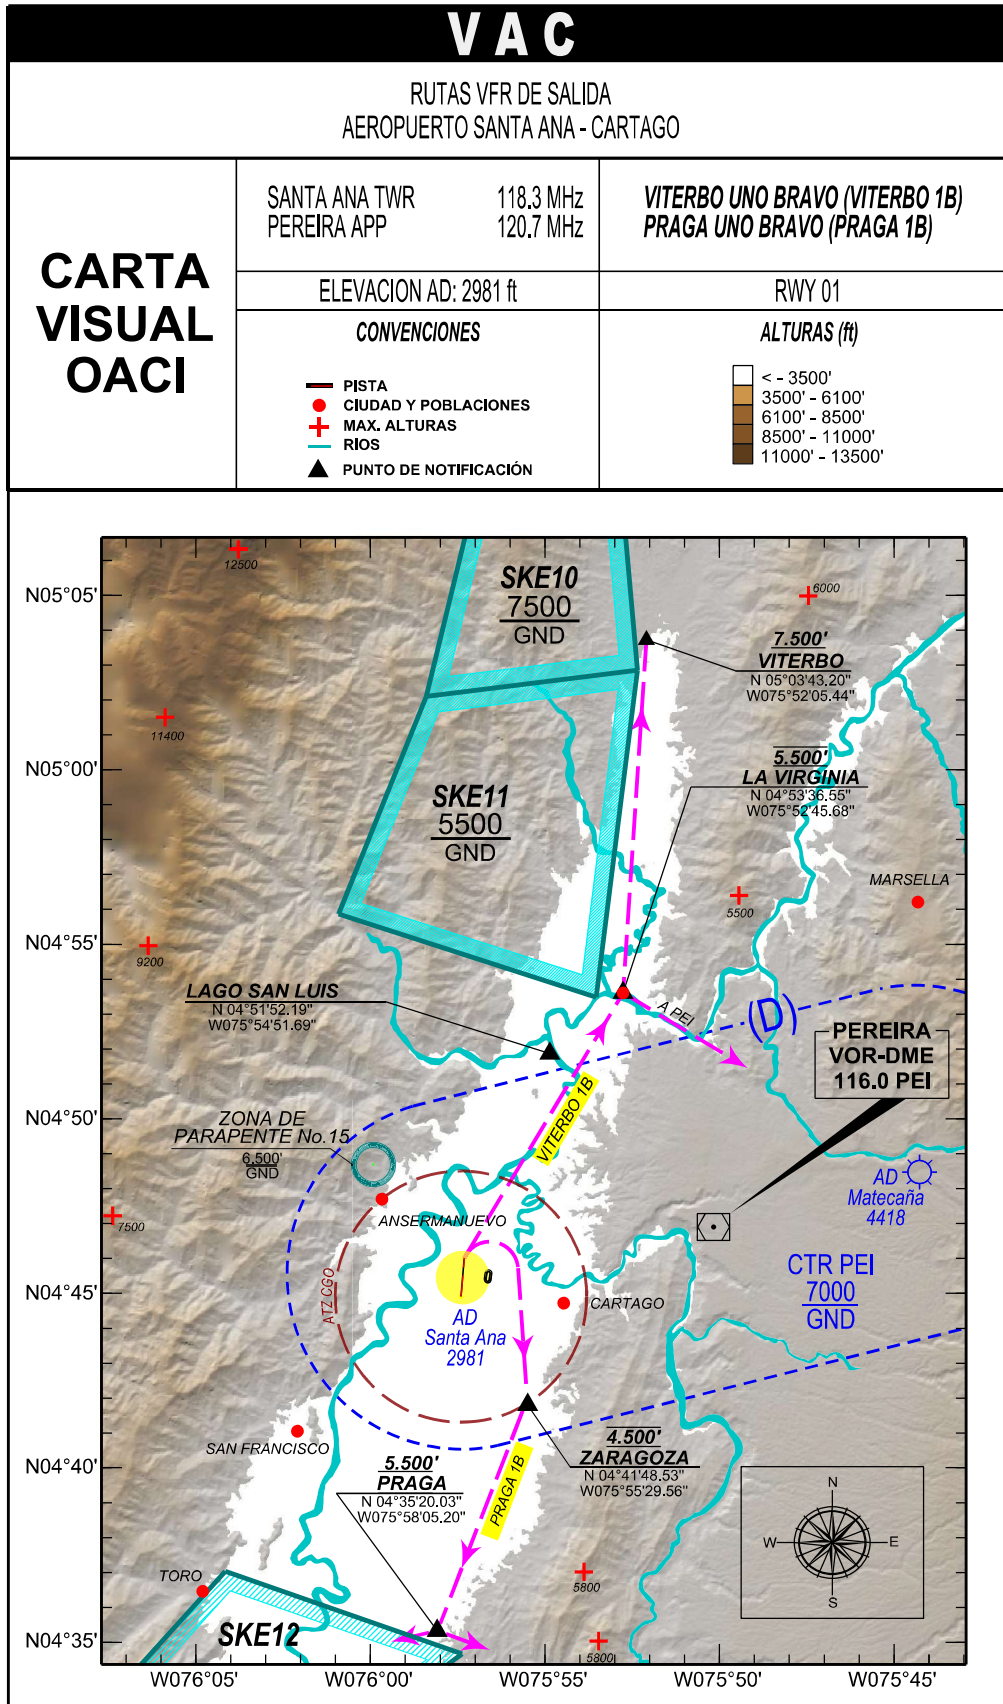 VAC
RUTAS VFR DE SALIDA
AEROPUERTO SANTA ANA - CARTAGO
CARTA
VISUAL
OACI
SANTA ANA TWR 118.3 MHz
PEREIRA APP 120.7 MHz
VITERBO UNO BRAVO (VITERBO 1B)
PRAGA UNO BRAVO (PRAGA 1B)
ELEVACION AD: 2981 ft
RWY 01
CONVENCIONES
PISTA
CIUDAD Y POBLACIONES
MAX. ALTURAS
RIOS
PUNTO DE NOTIFICACIÓN
ALTURAS (ft)
< - 3500'
3500' - 6100'
6100' - 8500'
8500' - 11000'
11000' - 13500'
12500
SKE10
7500
GND
6000
N05°05'
7.500'
VITERBO
N 05°03'43.20"
W075°52'05.44"
11400
N05°00'
5.500'
LA VIRGINIA
N 04°53'36.55"
W075°52'45.68"
SKE11
5500
GND
MARSELLA
5500
N04°55'
9200
LAGO SAN LUIS
N 04°51'52.19"
W075°54'51.69"
A PEI
(D)
PEREIRA
VOR-DME
116.0 PEI
N04°50'
VITERBO 1B
ZONA DE
PARAPENTE No.15
6.500'
GND
AD
Matecaña
4418
ANSERMANUEVO
7500
CTR PEI
7000
GND
N04°45'
ATZ CGO
0
CARTAGO
AD
Santa Ana
2981
SAN FRANCISCO
4.500'
ZARAGOZA
N 04°41'48.53"
W075°55'29.56"
N04°40'
5.500'
PRAGA
N 04°35'20.03"
W075°58'05.20"
PRAGA 1B
N
W
E
S
TORO
5800
SKE12
5800
N04°35'
W076°05'
W076°00'
W075°55'
W075°50'
W075°45'